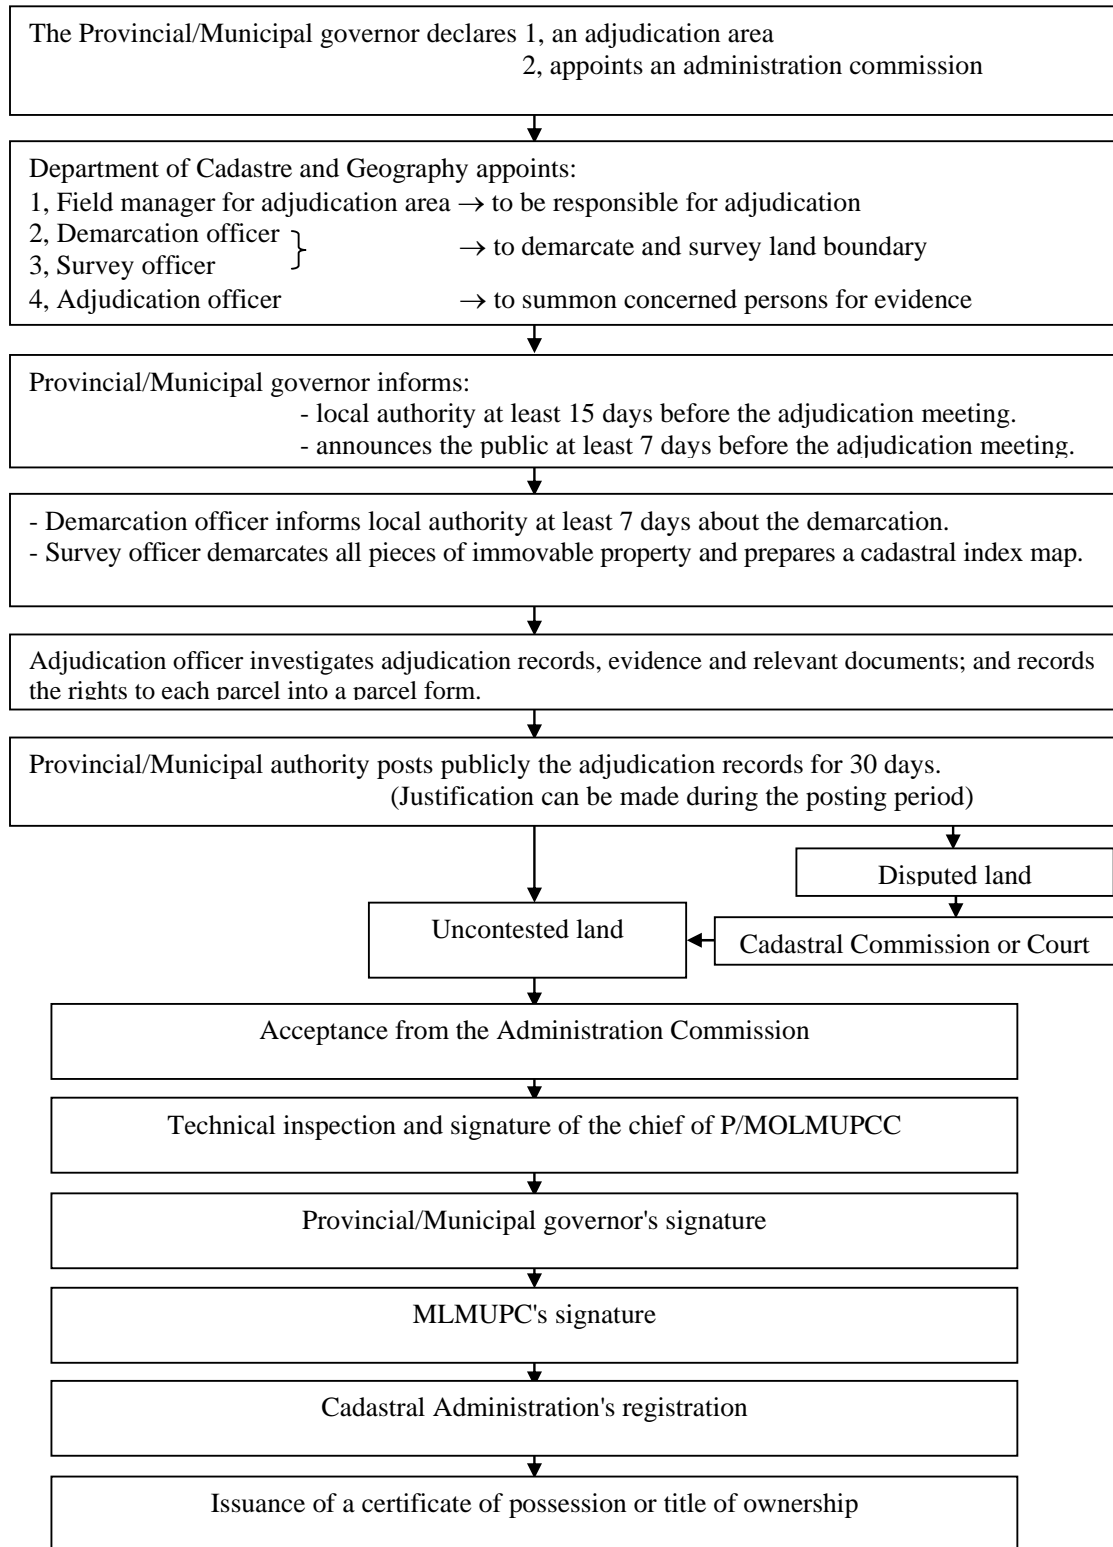 The Provincial/Municipal governor declares 1, an adjudication area
2, appoints an administration commission
Department of Cadastre and Geography appoints:
1, Field manager for adjudication area → to be responsible for adjudication
2, Demarcation officer
→ to demarcate and survey land boundary
3, Survey officer
4, Adjudication officer → to summon concerned persons for evidence
Provincial/Municipal governor informs:
- local authority at least 15 days before the adjudication meeting.
- announces the public at least 7 days before the adjudication meeting.
- Demarcation officer informs local authority at least 7 days about the demarcation.
- Survey officer demarcates all pieces of immovable property and prepares a cadastral index map.
Adjudication officer investigates adjudication records, evidence and relevant documents; and records
the rights to each parcel into a parcel form.
Provincial/Municipal authority posts publicly the adjudication records for 30 days.
(Justification can be made during the posting period)
Disputed land
Uncontested land
Cadastral Commission or Court
Acceptance from the Administration Commission
Technical inspection and signature of the chief of P/MOLMUPCC
Provincial/Municipal governor's signature
MLMUPC's signature
Cadastral Administration's registration
Issuance of a certificate of possession or title of ownership